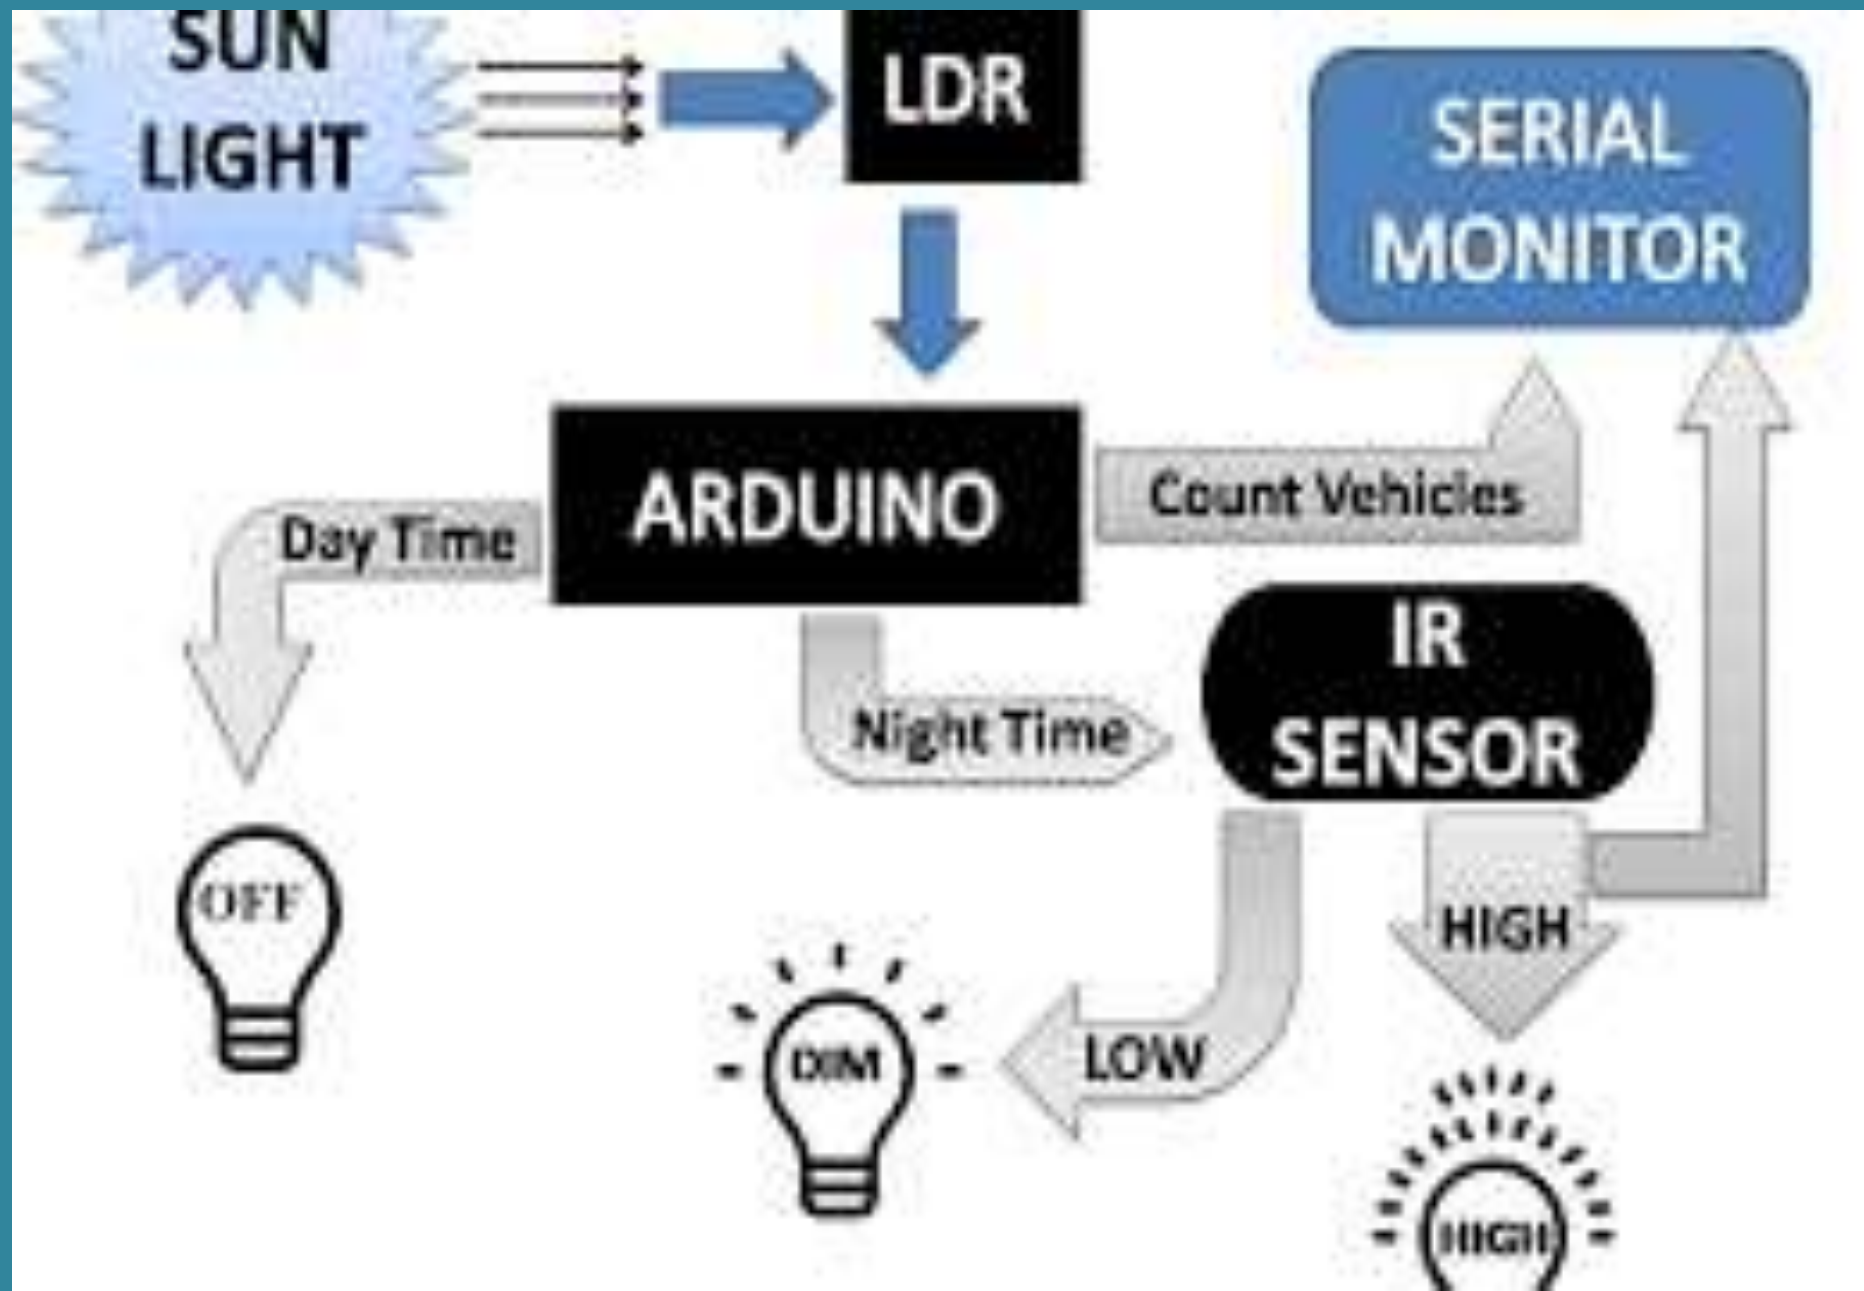 SUN
LIGHT
LDR
SERIAL
MONITOR
ARDUINO
Count Vehicles
Day Time
IR
SENSOR
Night Time
OFF
HIGH
LOW
DIM
HIGH